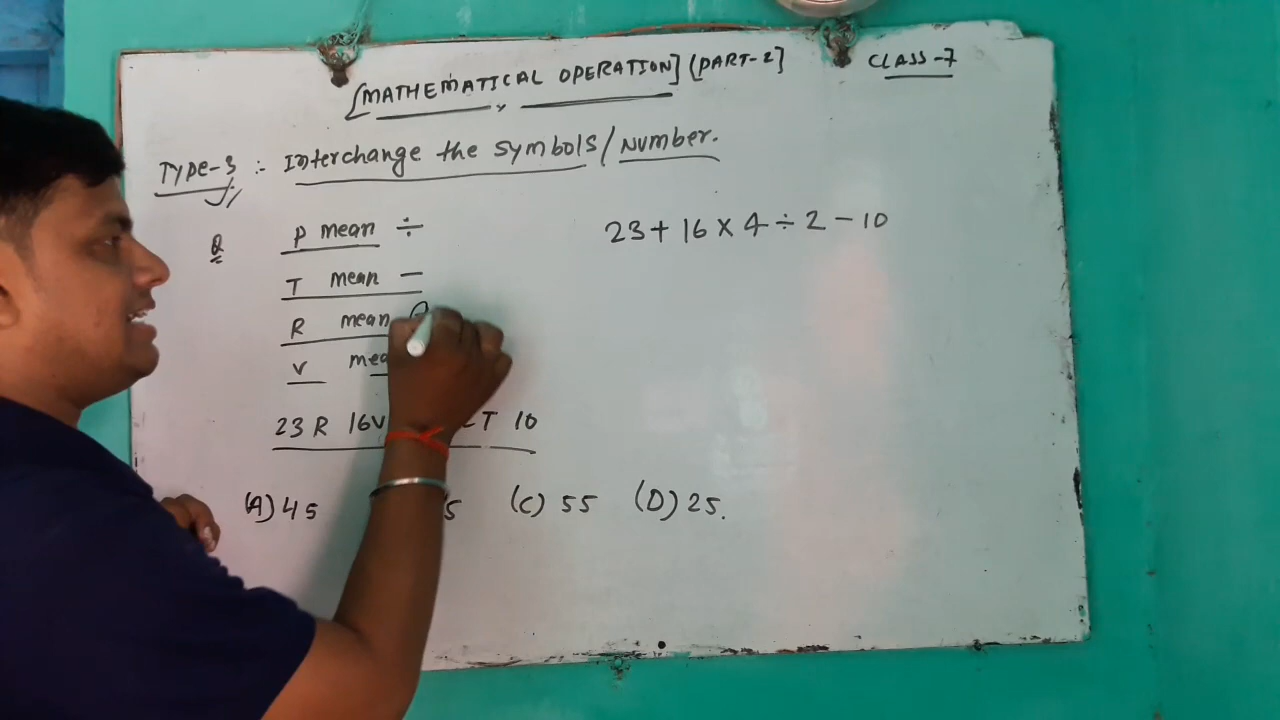 [MATHEMATICAL OPERATION] (PART-2]
CLASS-7
TYPE-3 :- Interchange the symbols/Number.
Q P mean ÷
T mean -
R mean
V
23 R 16V T 10
23+16×4÷2-10
(A) 45 (C) 55 (D) 25.